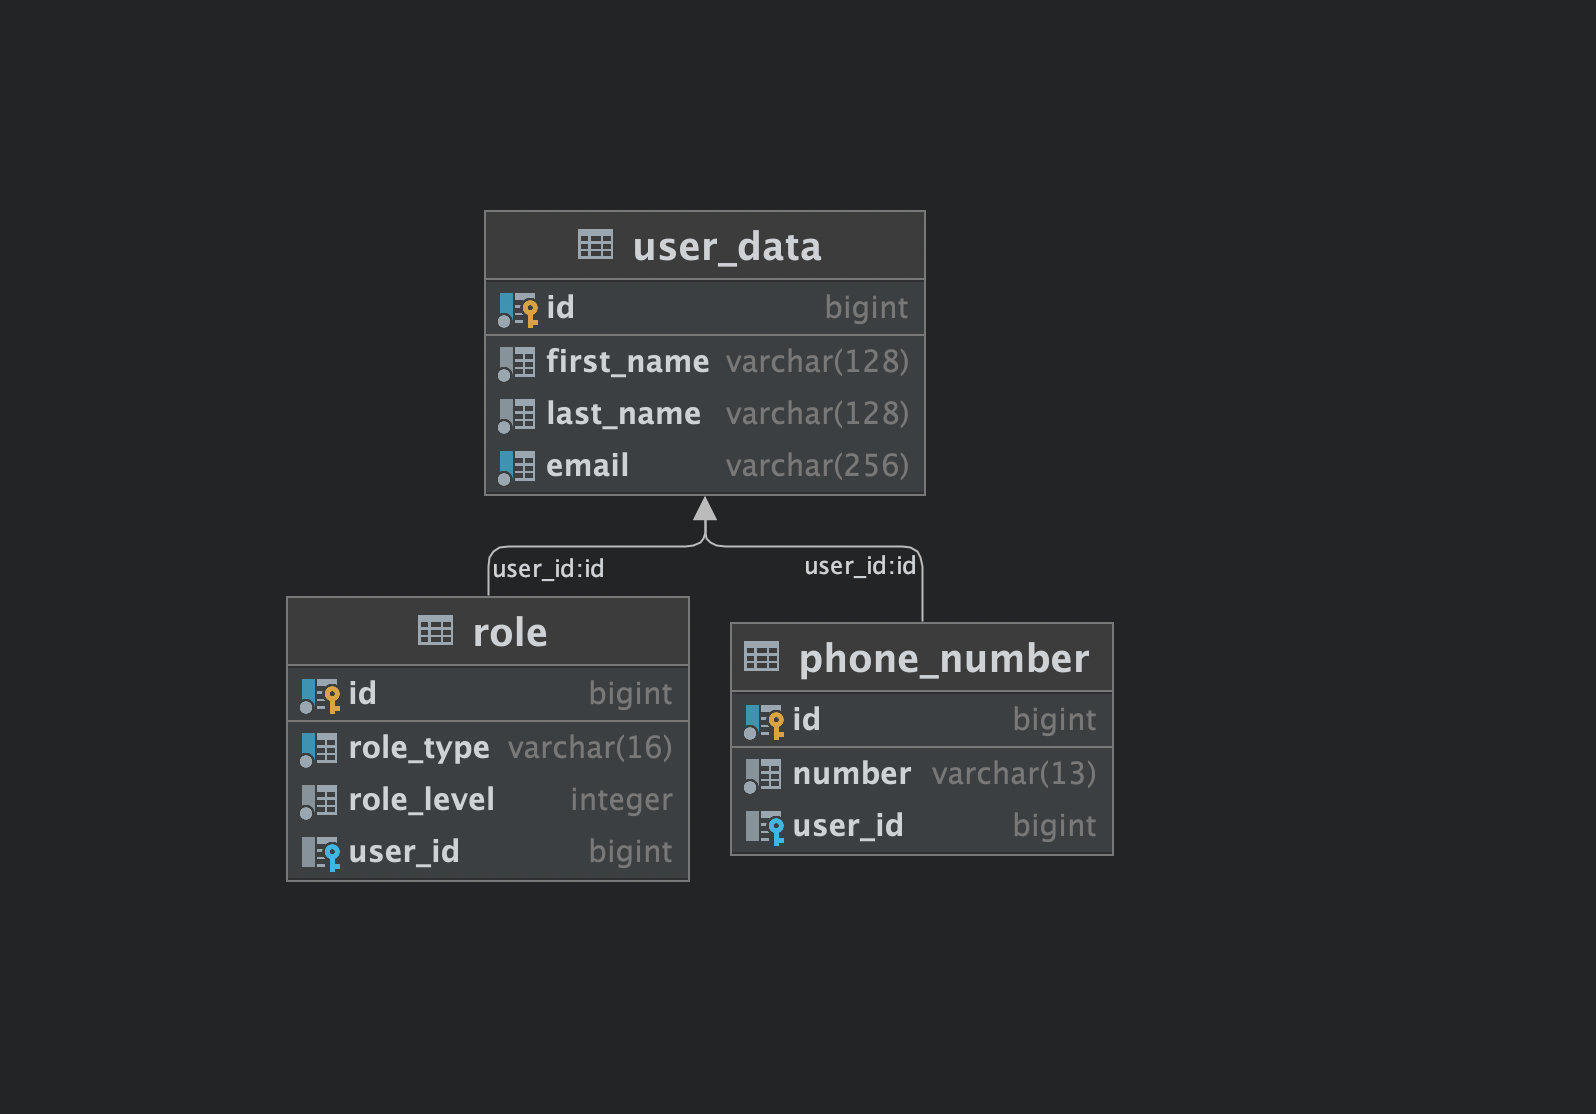 user_data
id bigint
first_name varchar(128)
last_name varchar(128)
email varchar(256)
user_id:id
user_id:id
role
id bigint
role_type varchar(16)
role_level integer
user_id bigint
phone_number
id bigint
number varchar(13)
user_id bigint